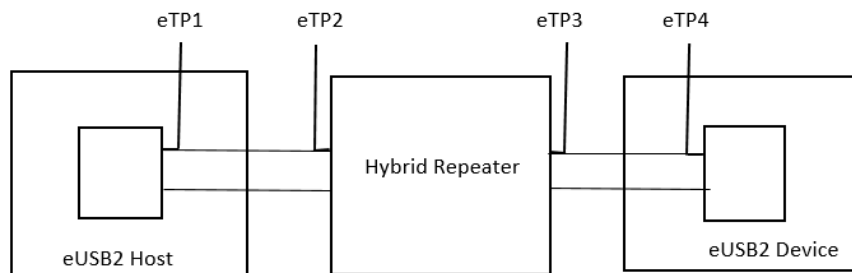 eTP1
eTP2
eTP3
eTP4
Hybrid Repeater
eUSB2 Host
eUSB2 Device